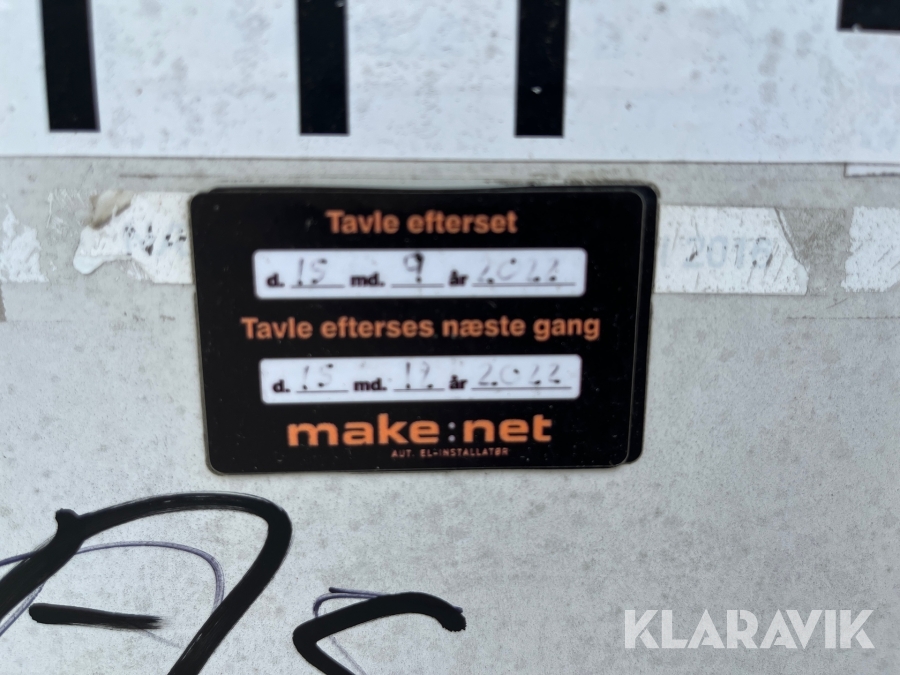 Tavle efterset
d. 15 md. 9 år 2022
2015
Tavle efterses næste gang
d. 15 md. 12 år 2022
make:net
AUT. EL-INSTALLATØR
KLARAVIK